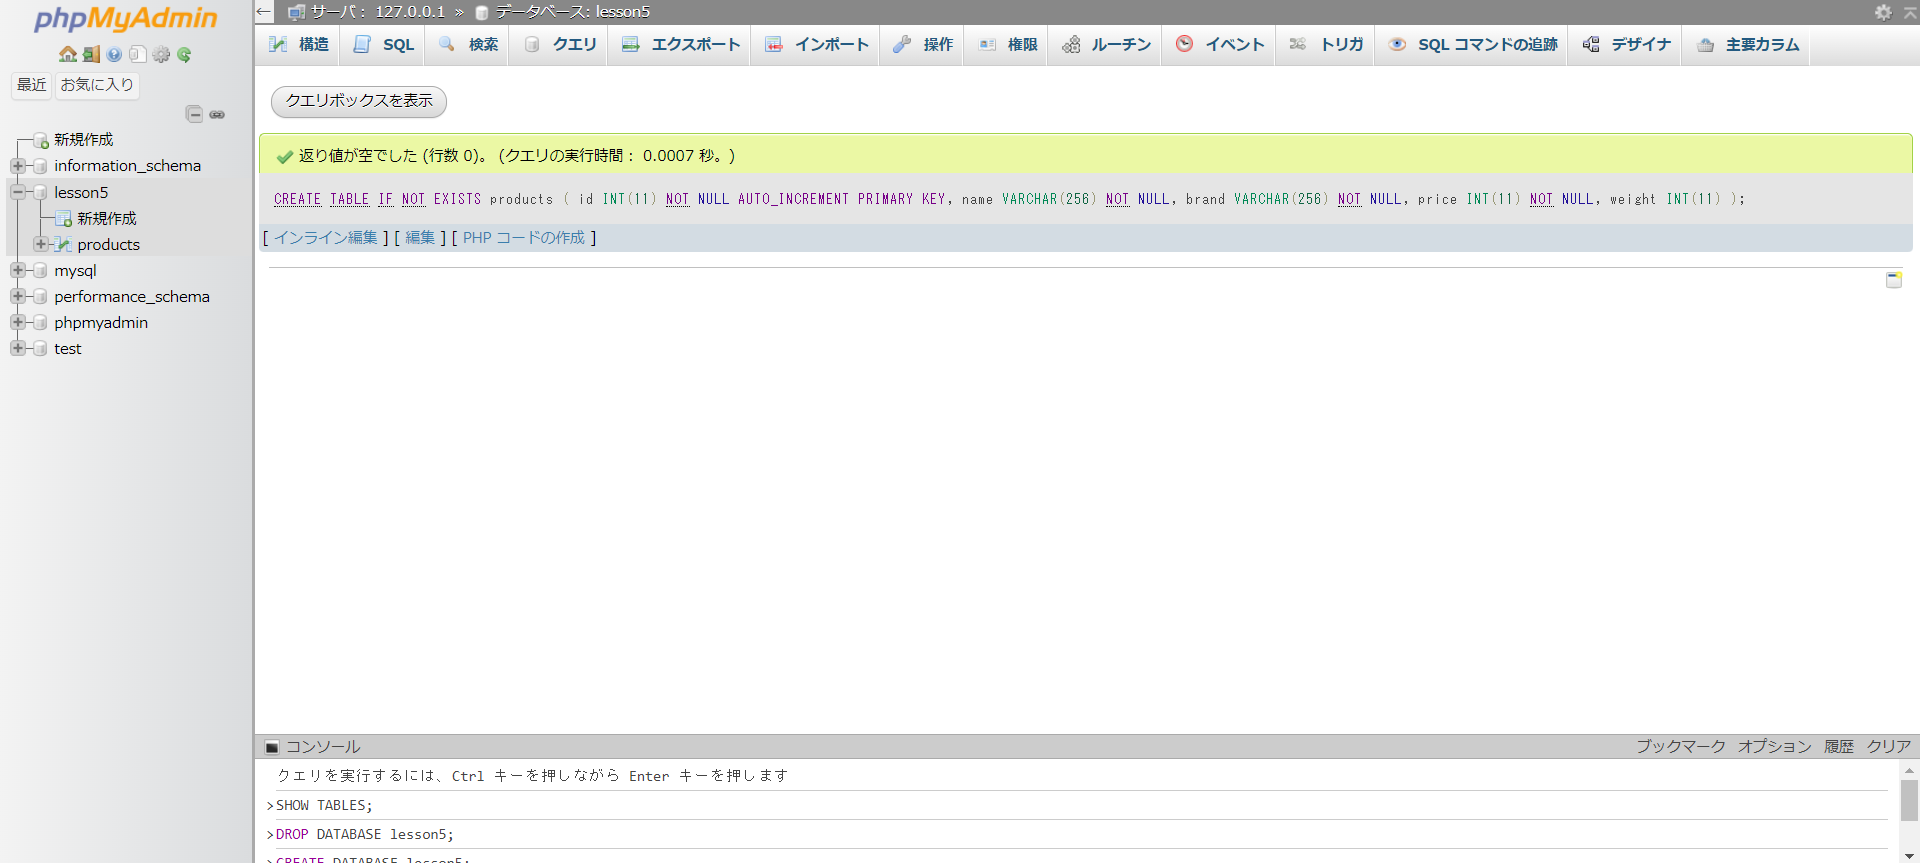 phpMyAdmin
最近 お気に入り
新規作成
information_schema
lesson5
新規作成
products
mysql
performance_schema
phpmyadmin
test
サーバ： 127.0.0.1 » データベース: lesson5
構造 SQL 検索 クエリ エクスポート インポート 操作 権限 ルーチン イベント トリガ SQL コマンドの追跡 デザイナ 主要カラム
クエリボックスを表示
返り値が空でした (行数 0)。 (クエリの実行時間： 0.0007 秒。)
CREATE TABLE IF NOT EXISTS products ( id INT(11) NOT NULL AUTO_INCREMENT PRIMARY KEY, name VARCHAR(256) NOT NULL, brand VARCHAR(256) NOT NULL, price INT(11) NOT NULL, weight INT(11) );
[ インライン編集 ] [ 編集 ] [ PHP コードの作成 ]
コンソール ブックマーク オプション 履歴 クリア
クエリを実行するには、Ctrl キーを押しながら Enter キーを押します
>SHOW TABLES;
>DROP DATABASE lesson5;
>CREATE DATABASE lesson5;